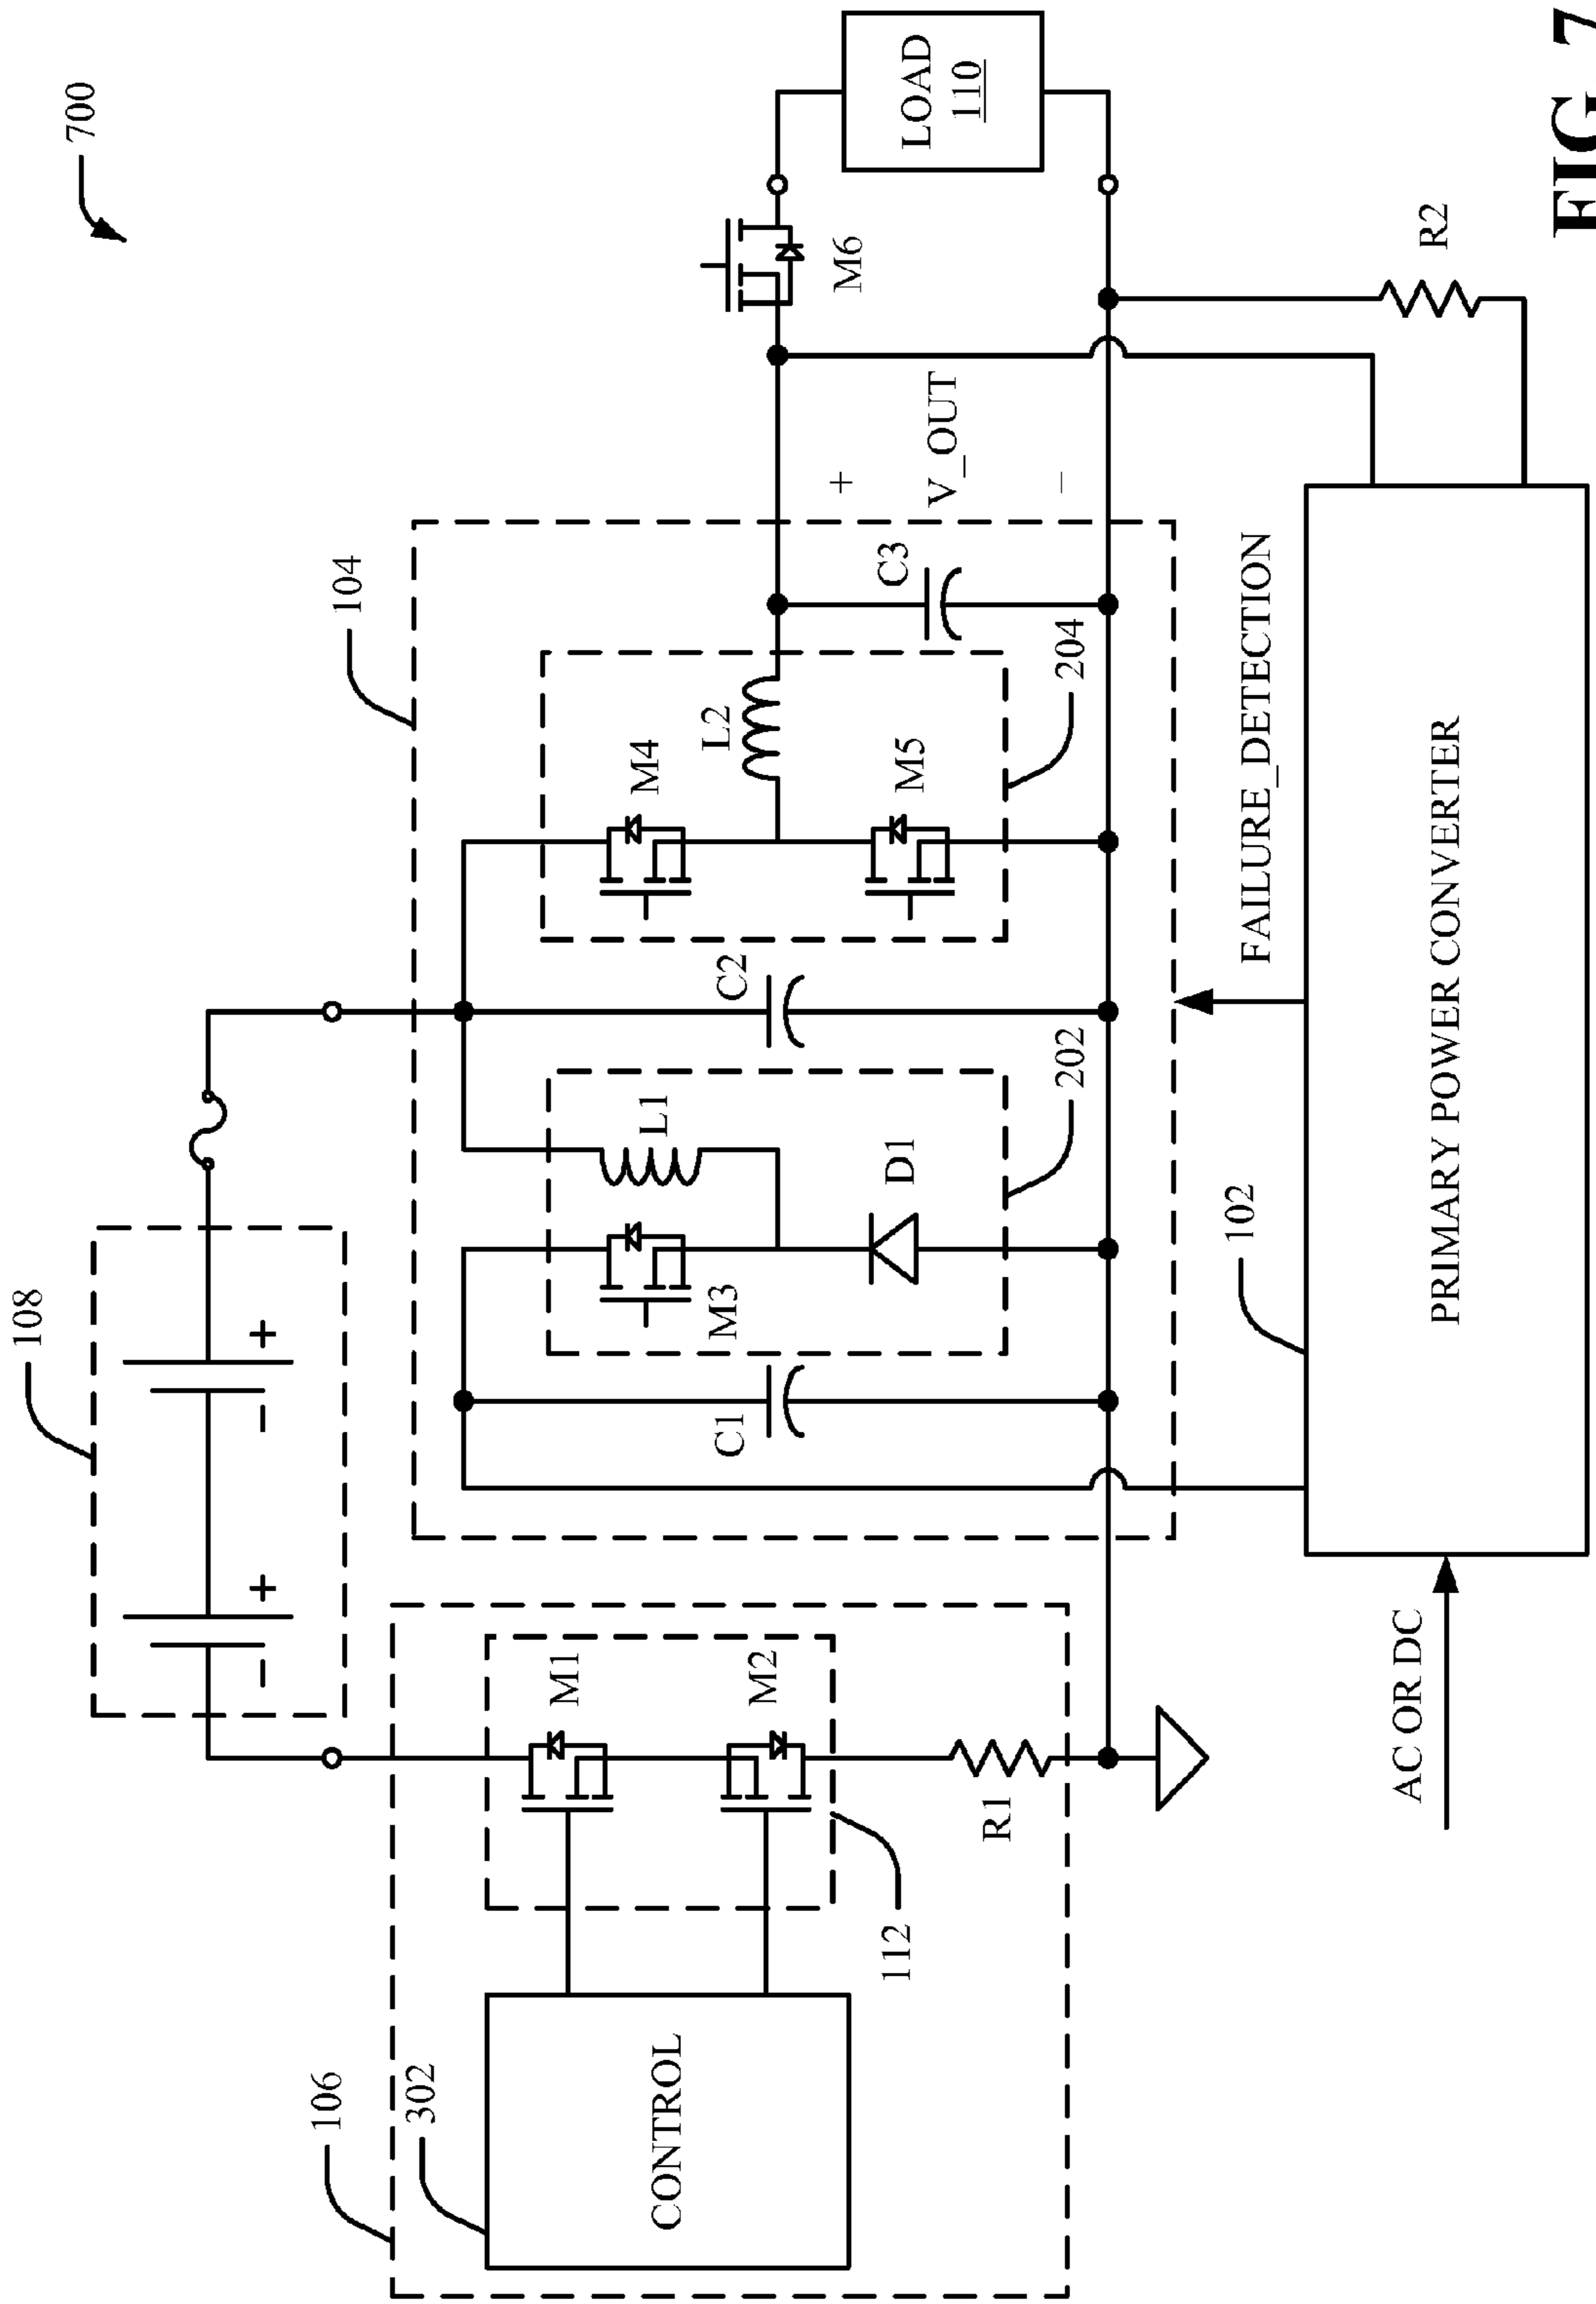 700
108
104
106
302
CONTROL
M1
M2
112
R1
C1
M3
L1
D1
202
C2
M4
M5
L2
204
C3
+
V_OUT
−
M6
LOAD
110
R2
FAILURE_DETECTION
102
PRIMARY POWER CONVERTER
AC OR DC
−
+
−
+
FIG. 7